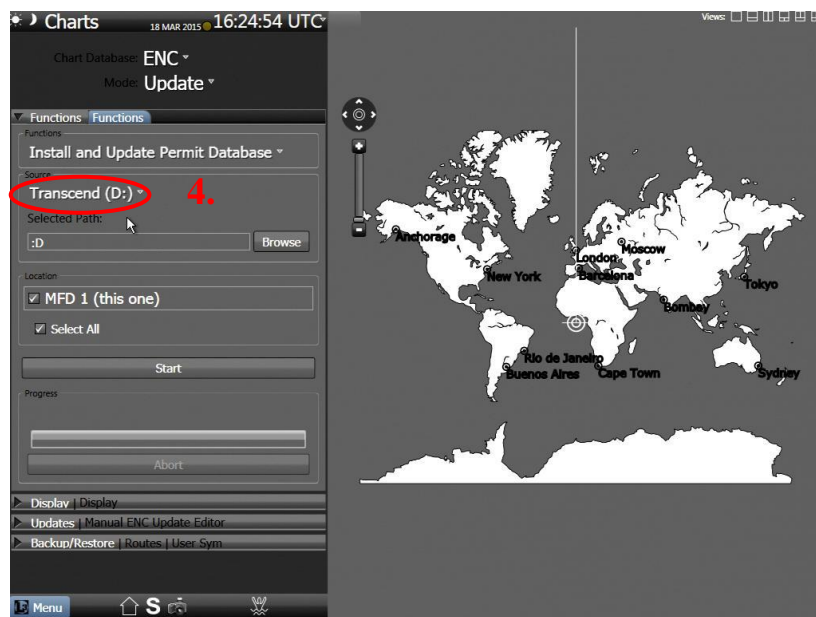 Charts 18 MAR 2015 16:24:54 UTC
Views:
Chart Database: ENC
Mode: Update
Functions Functions
Functions
Install and Update Permit Database
Source
Transcend (D:) 4.
Selected Path:
:D Browse
Location
MFD 1 (this one)
Select All
Start
Progress
Abort
Display | Display
Updates | Manual ENC Update Editor
Backup/Restore | Routes | User Sym
Menu S
Anchorage
Moscow
London
New York
Barcelona
Tokyo
Bombay
Rio de Janeiro
Buenos Aires
Cape Town
Sydney